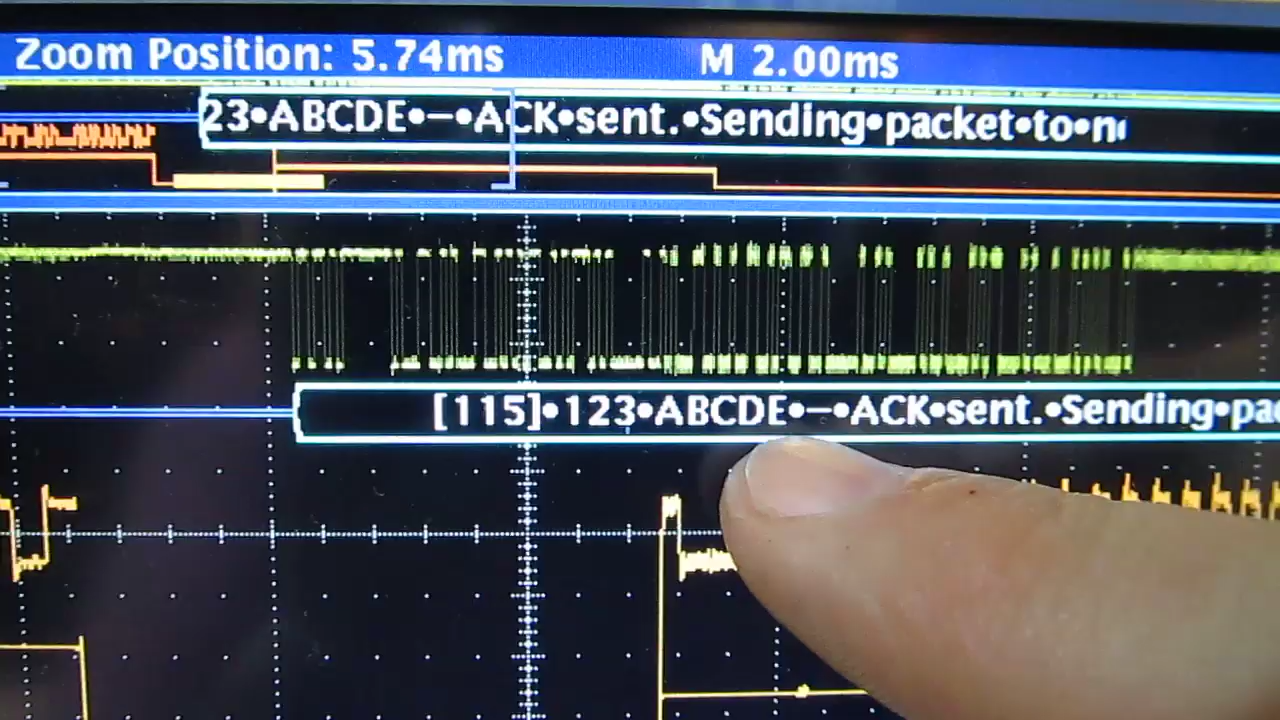 Zoom Position: 5.74ms M 2.00ms
23•ABCDE•–•ACK•sent.•Sending•packet•to•n
[115]•123•ABCDE•–•ACK•sent.•Sending•pa